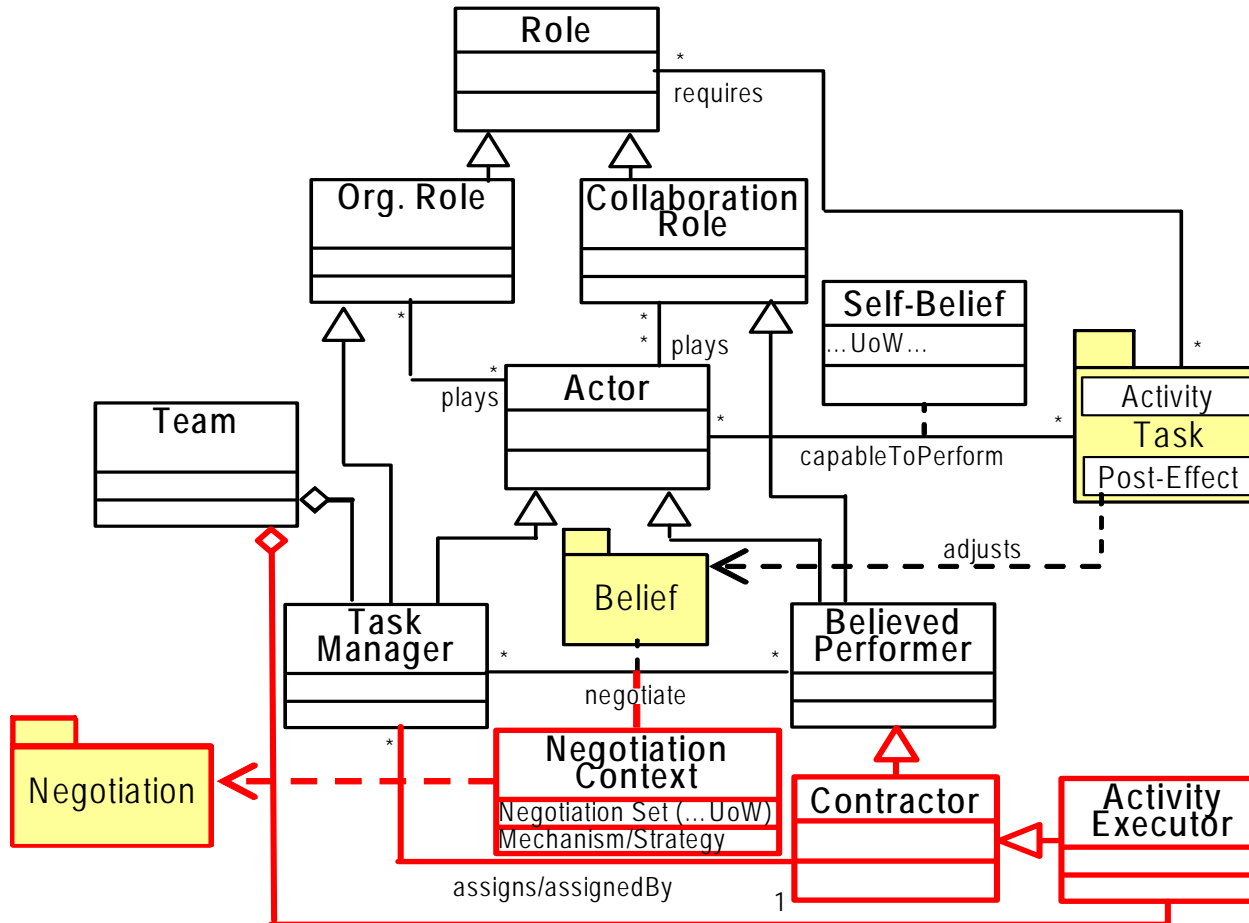 Role
*
requires
Org. Role
Collaboration
Role
Self-Belief
...UoW...
*
*
*
plays
*
*
plays
Actor
Activity
Task
Post-Effect
Team
*
*
capableToPerform
adjusts
Belief
Task
Manager
Believed
Performer
*
*
negotiate
*
Negotiation
Negotiation
Context
Negotiation Set (...UoW)
Mechanism/Strategy
Contractor
Activity
Executor
assigns/assignedBy
1